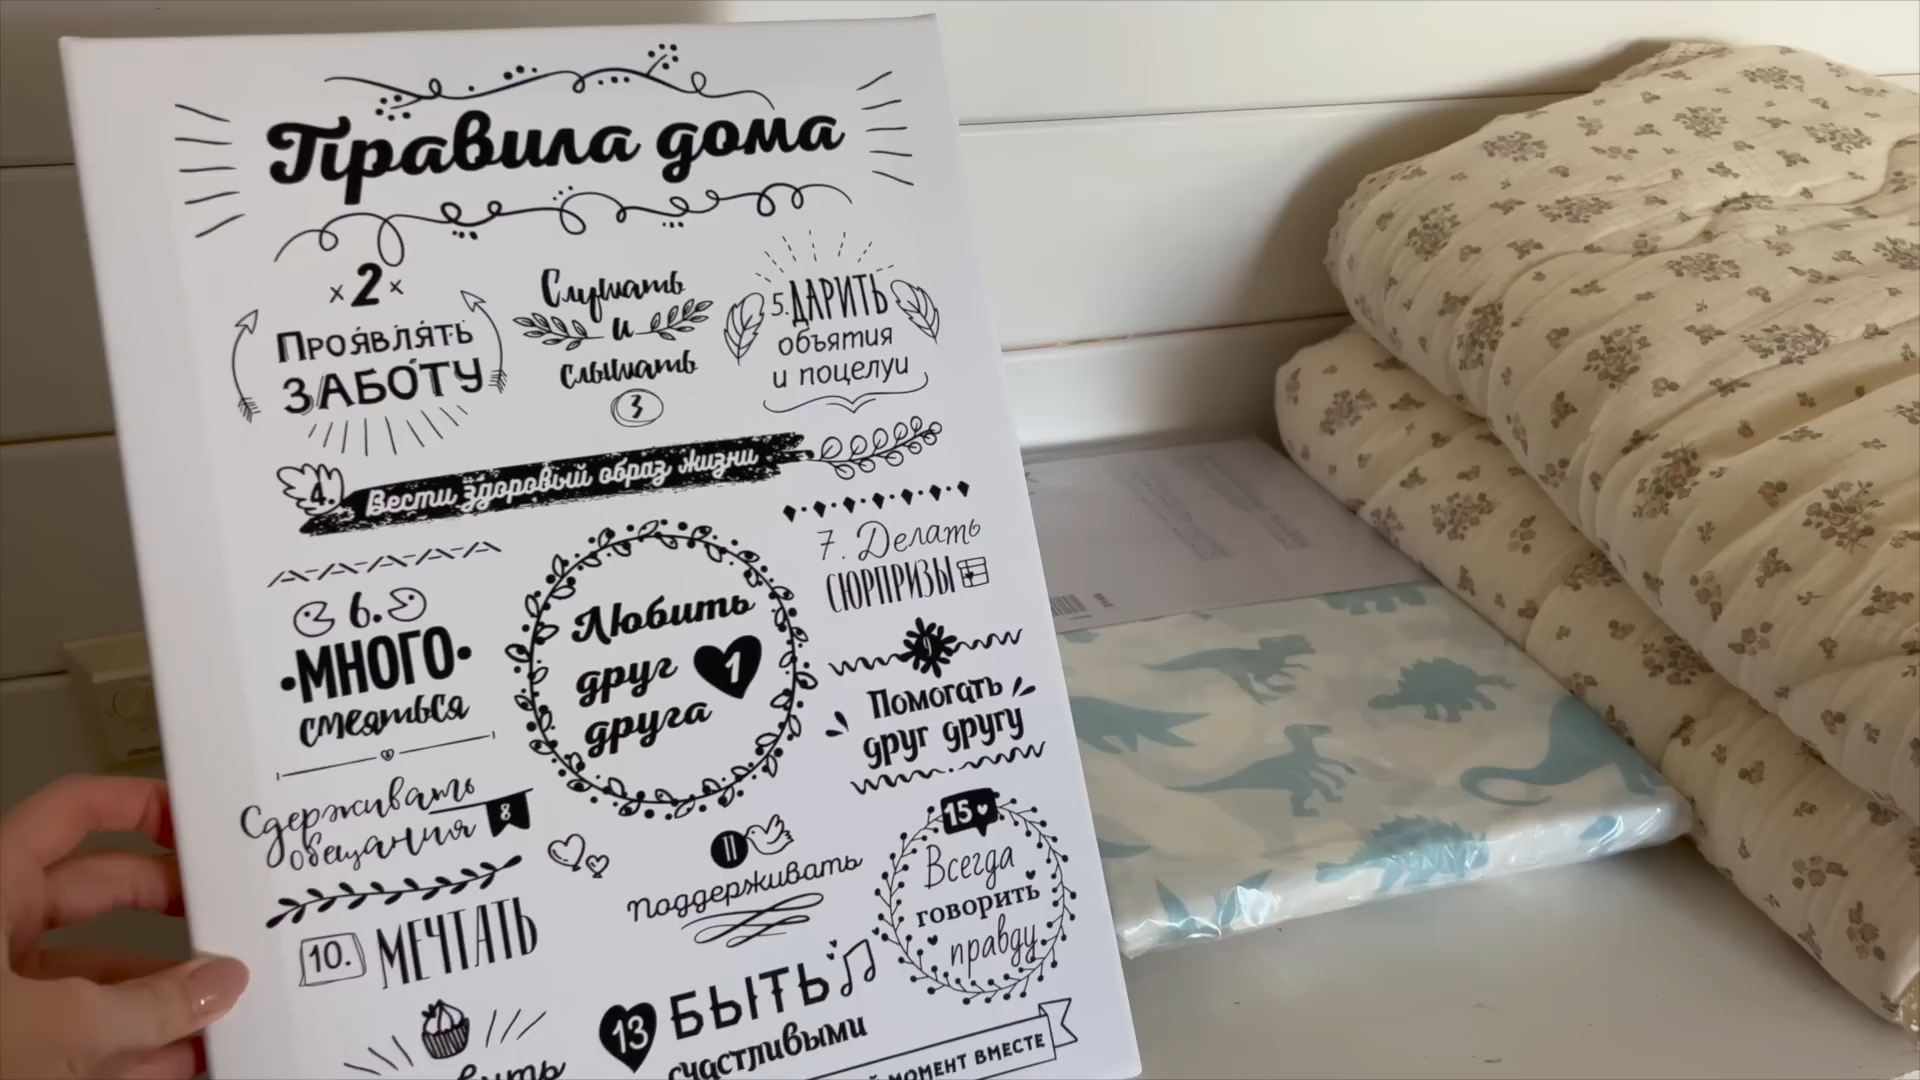 Правила дома
×2×
Проявлять
ЗАБОТУ
Слушать
и
слышать
3
5. ДАРИТЬ
объятия
и поцелуи
4. Вести здоровый образ жизни
6.
МНОГО
смеяться
Любить
друг
друга
1
7. Делать
СЮРПРИЗЫ
9
Помогать
друг другу
Сдерживать
обещания
8
10. МЕЧТАТЬ
11
поддерживать
15
Всегда
говорить
правду
13 БЫТЬ
счастливыми
МОМЕНТ ВМЕСТЕ